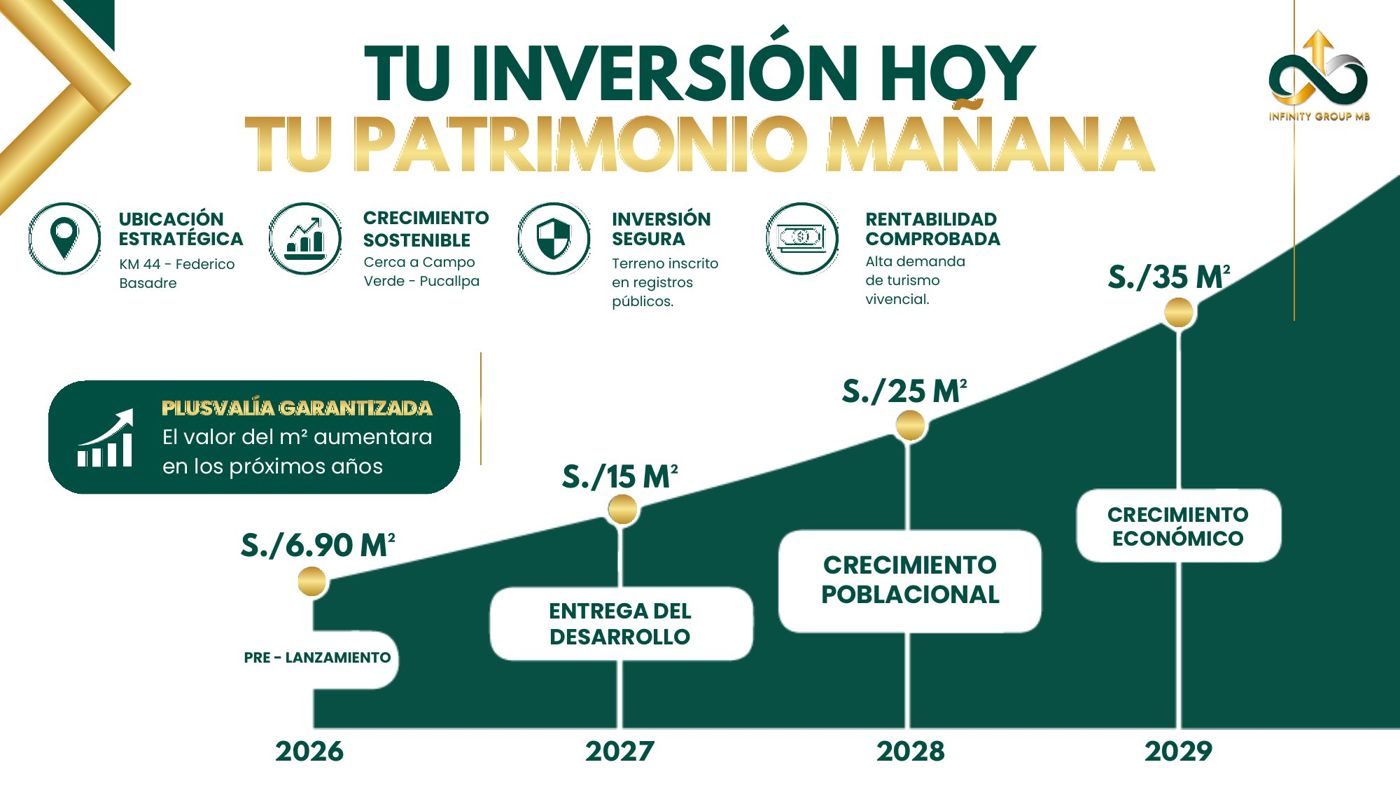 TU INVERSIÓN HOY
TU PATRIMONIO MAÑANA
INFINITY GROUP MB
UBICACIÓN
ESTRATÉGICA
KM 44 - Federico
Basadre
CRECIMIENTO
SOSTENIBLE
Cerca a Campo
Verde - Pucallpa
INVERSIÓN
SEGURA
Terreno inscrito
en registros
públicos.
RENTABILIDAD
COMPROBADA
Alta demanda
de turismo
vivencial.
PLUSVALÍA GARANTIZADA
El valor del m² aumentara
en los próximos años
S./6.90 M²
S./15 M²
S./25 M²
S./35 M²
PRE - LANZAMIENTO
ENTREGA DEL
DESARROLLO
CRECIMIENTO
POBLACIONAL
CRECIMIENTO
ECONÓMICO
2026
2027
2028
2029